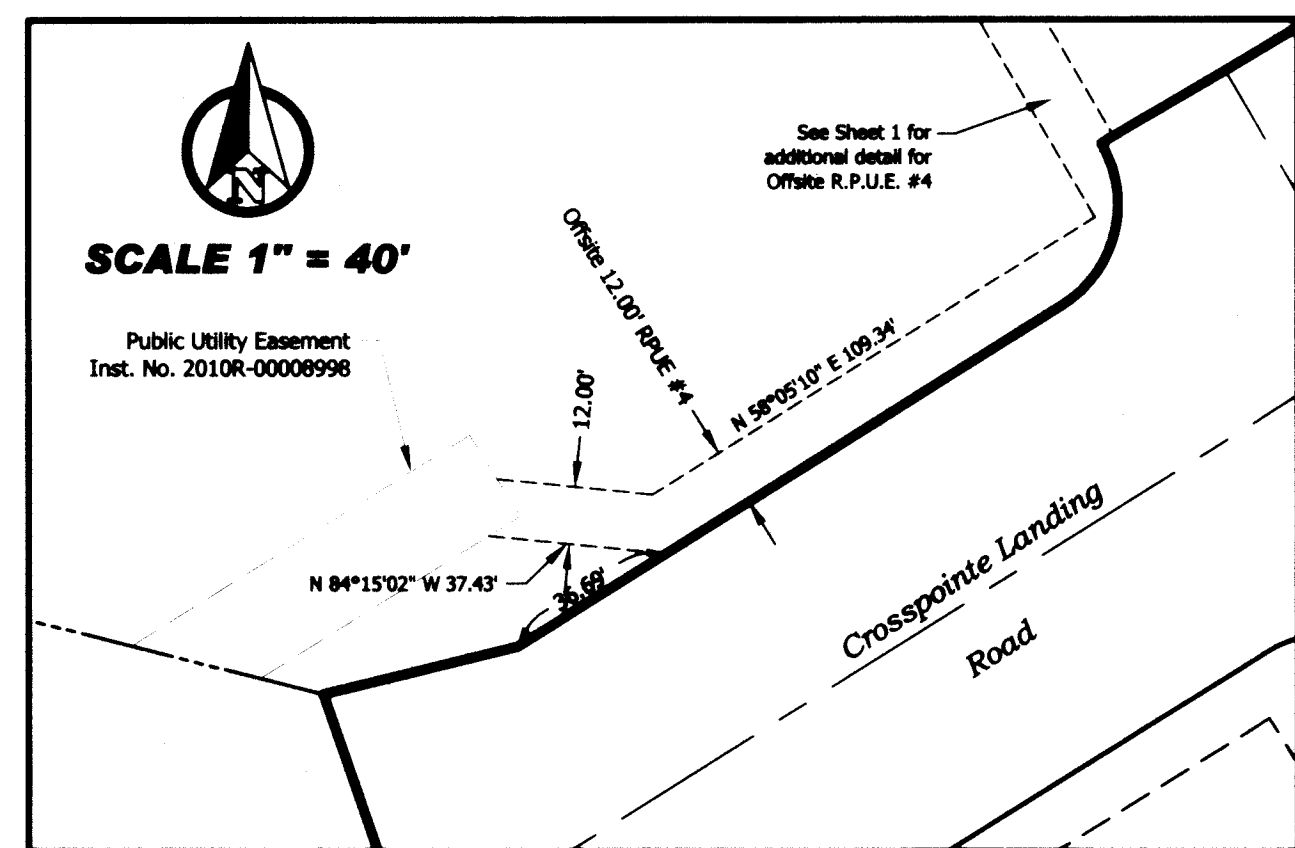 N
SCALE 1" = 40'
See Sheet 1 for
additional detail for
Offsite R.P.U.E. #4
Offsite 12.00' RPUE #4
Public Utility Easement
Inst. No. 2010R-00008998
12.00'
N 58°05'10" E 109.34'
N 84°15'02" W 37.43'
36.69'
Crosspointe Landing
Road